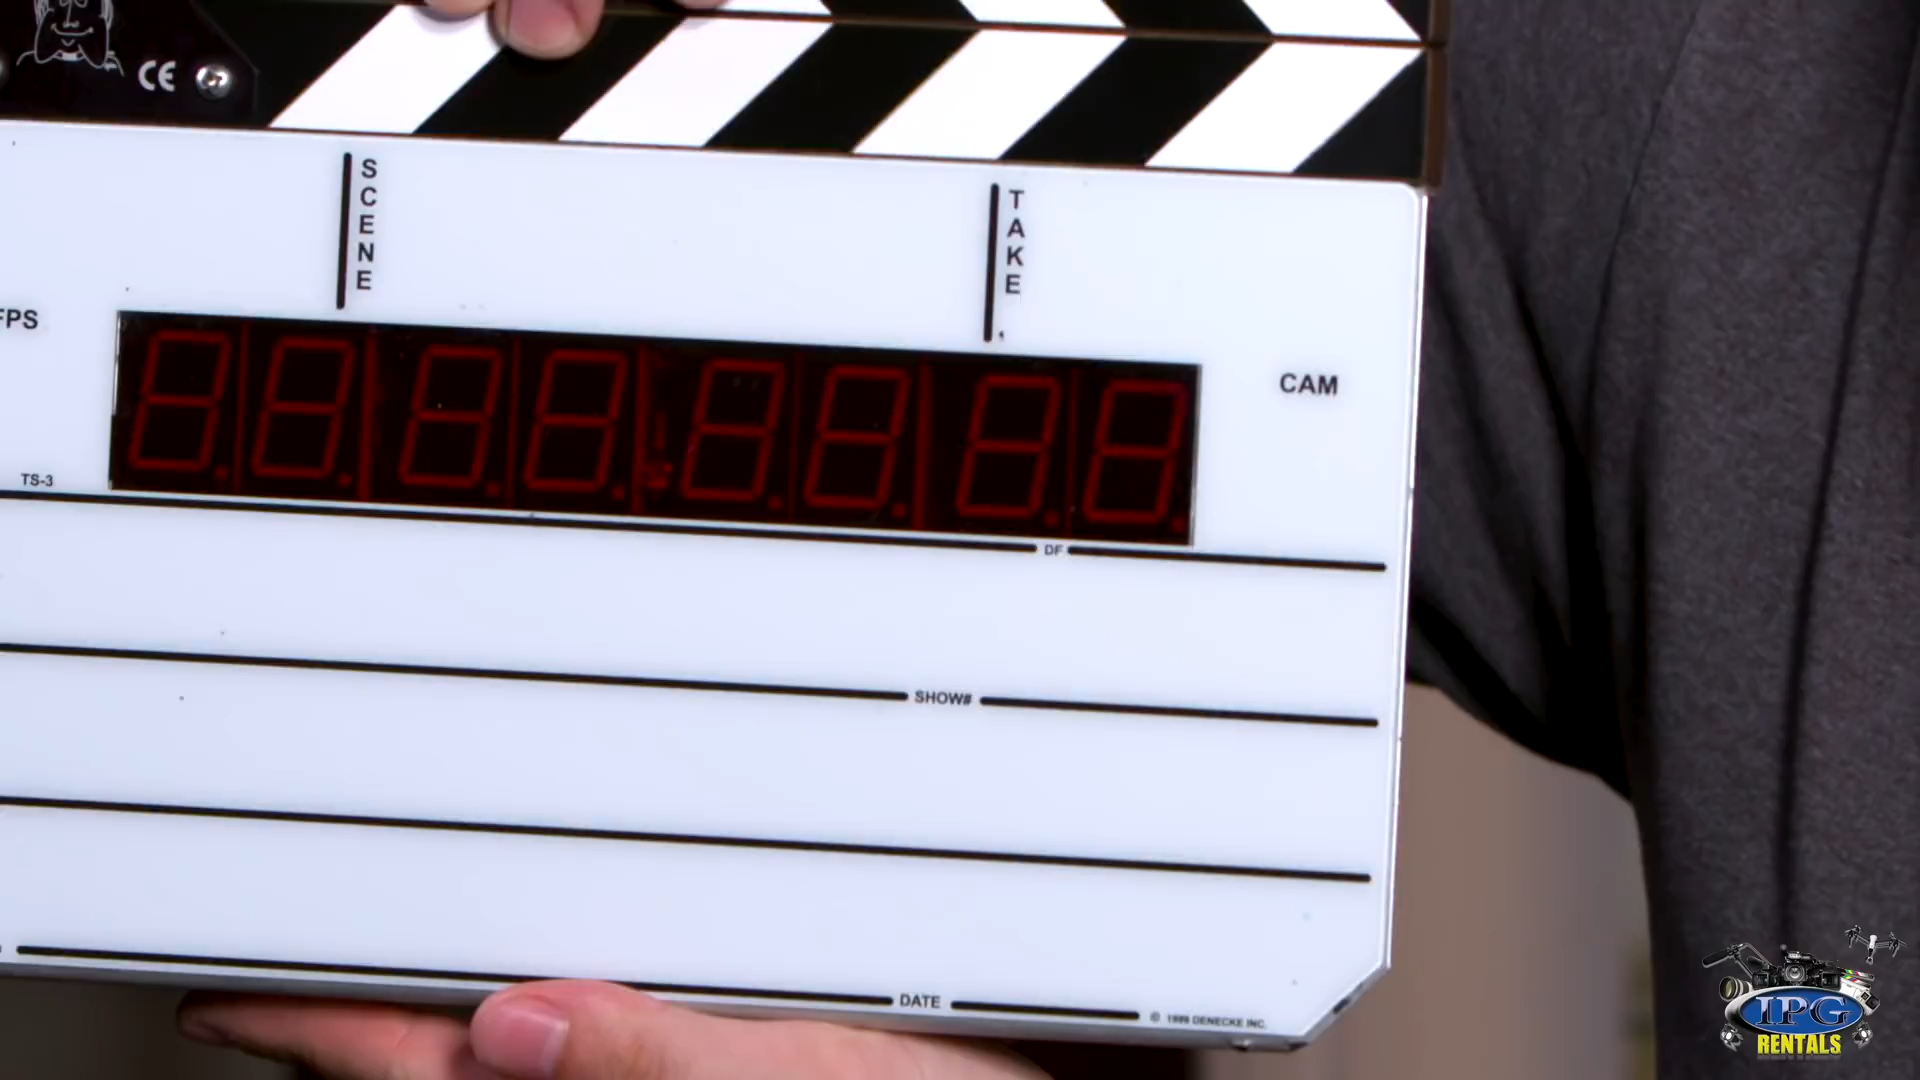 CE
SCENE
TAKE
FPS
CAM
TS-3
DF
SHOW#
DATE
© 1999 DENECKE INC.
IPG
RENTALS